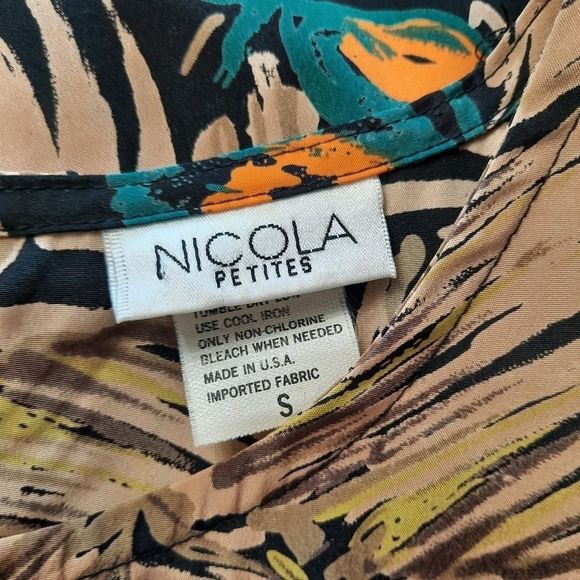 NICOLA
PETITES
TUMBLE DRY LOW
USE COOL IRON
ONLY NON-CHLORINE
BLEACH WHEN NEEDED
MADE IN U.S.A.
IMPORTED FABRIC
S